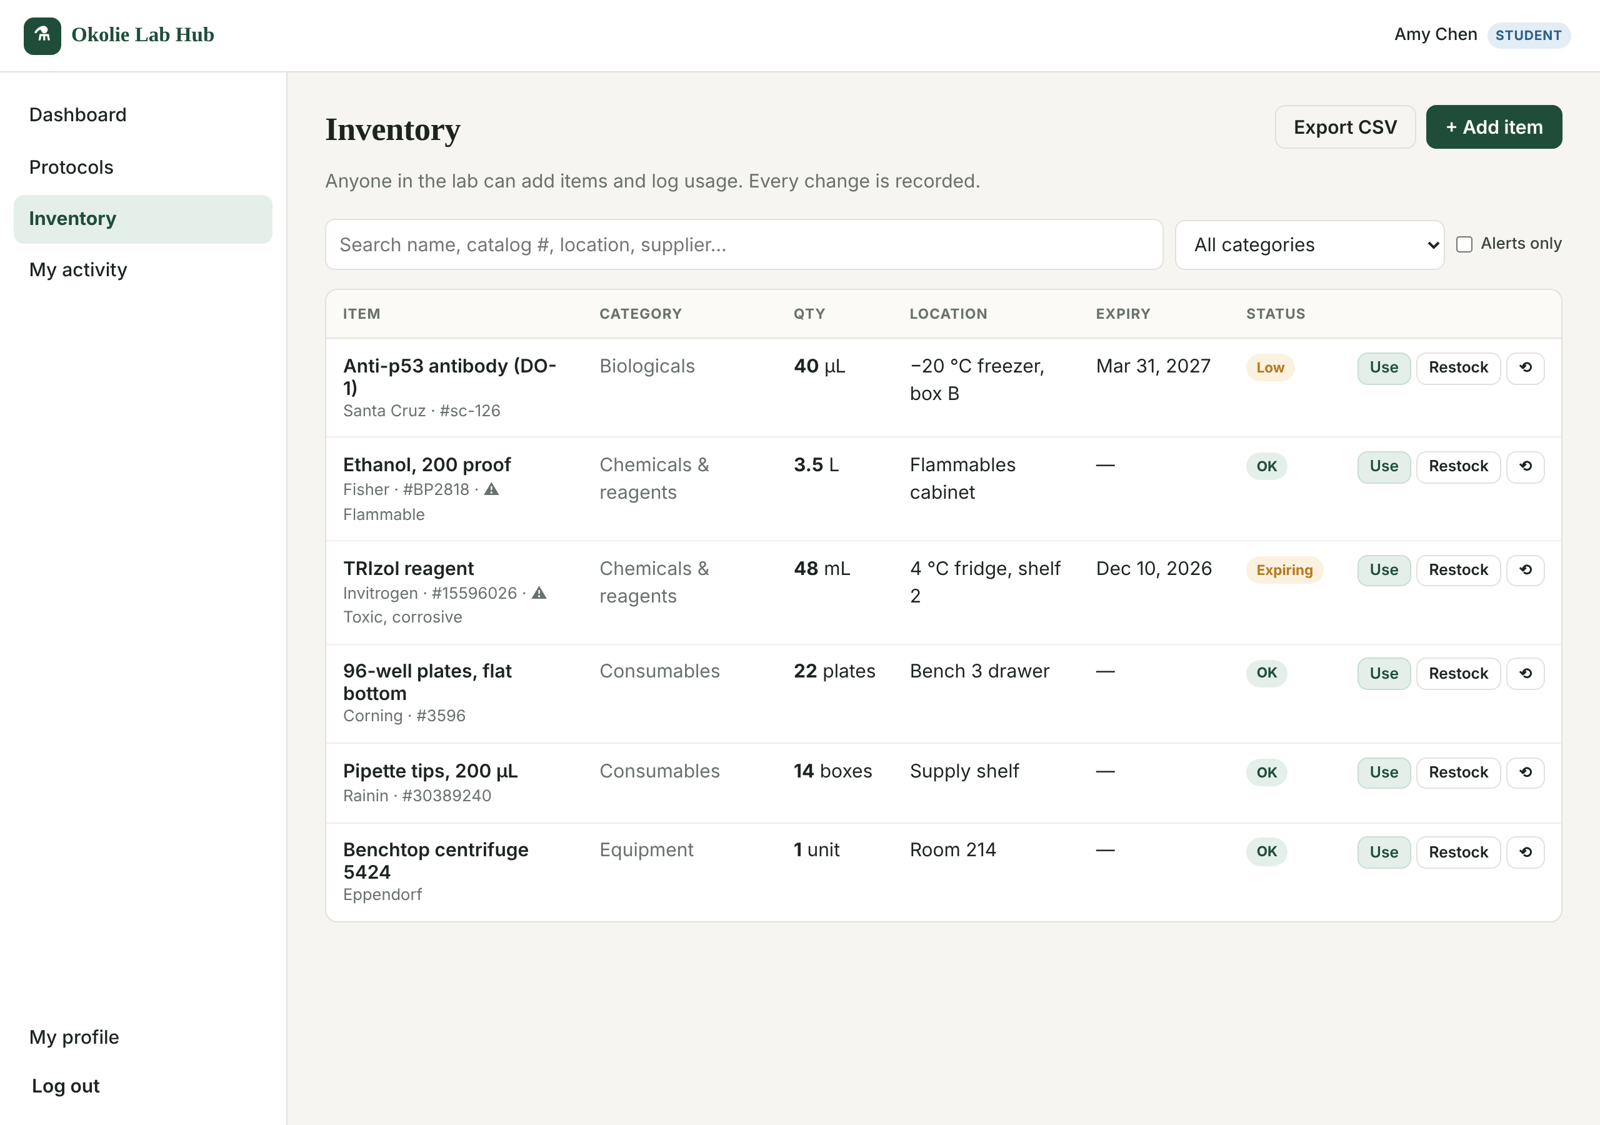 Okolie Lab Hub
Amy Chen STUDENT
Dashboard
Protocols
Inventory
My activity
My profile
Log out
Inventory
Export CSV
+ Add item
Anyone in the lab can add items and log usage. Every change is recorded.
Search name, catalog #, location, supplier...
All categories
Alerts only
ITEM CATEGORY QTY LOCATION EXPIRY STATUS
Anti-p53 antibody (DO-
1)
Santa Cruz · #sc-126
Biologicals
40 µL
−20 °C freezer,
box B
Mar 31, 2027
Low
Use Restock ⟲
Ethanol, 200 proof
Fisher · #BP2818 · ⚠
Flammable
Chemicals &
reagents
3.5 L
Flammables
cabinet
—
OK
Use Restock ⟲
TRIzol reagent
Invitrogen · #15596026 · ⚠
Toxic, corrosive
Chemicals &
reagents
48 mL
4 °C fridge, shelf
2
Dec 10, 2026
Expiring
Use Restock ⟲
96-well plates, flat
bottom
Corning · #3596
Consumables
22 plates
Bench 3 drawer
—
OK
Use Restock ⟲
Pipette tips, 200 µL
Rainin · #30389240
Consumables
14 boxes
Supply shelf
—
OK
Use Restock ⟲
Benchtop centrifuge
5424
Eppendorf
Equipment
1 unit
Room 214
—
OK
Use Restock ⟲